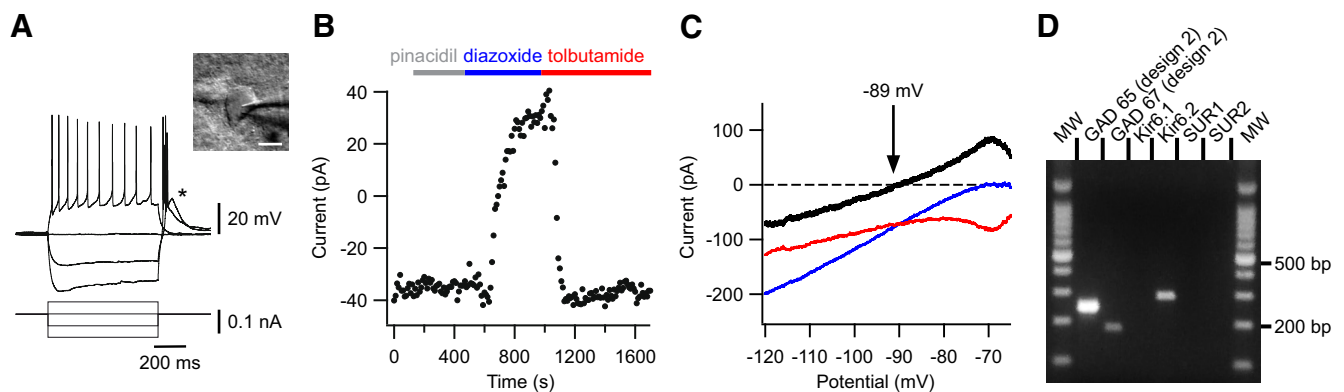 A
*
20 mV
0.1 nA
200 ms
B
pinacidil diazoxide tolbutamide
Current (pA)
40
20
0
-20
-40
0 400 800 1200 1600
Time (s)
C
-89 mV
Current (pA)
100
0
-100
-200
-120 -110 -100 -90 -80 -70
Potential (mV)
D
MW
GAD 65 (design 2)
GAD 67 (design 2)
Kir6.1
Kir6.2
SUR1
SUR2
MW
500 bp
200 bp